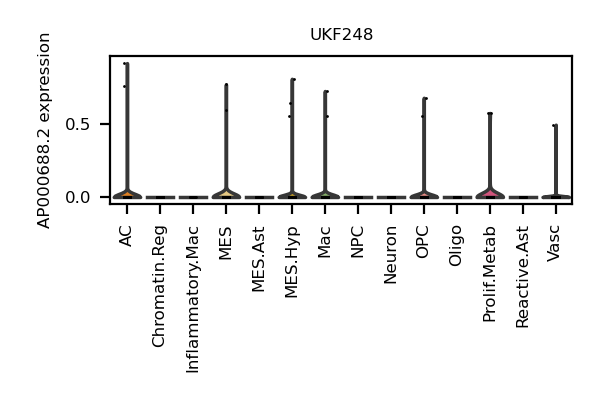 UKF248
AP000688.2 expression
0.5
0.0
AC
Chromatin.Reg
Inflammatory.Mac
MES
MES.Ast
MES.Hyp
Mac
NPC
Neuron
OPC
Oligo
Prolif.Metab
Reactive.Ast
Vasc